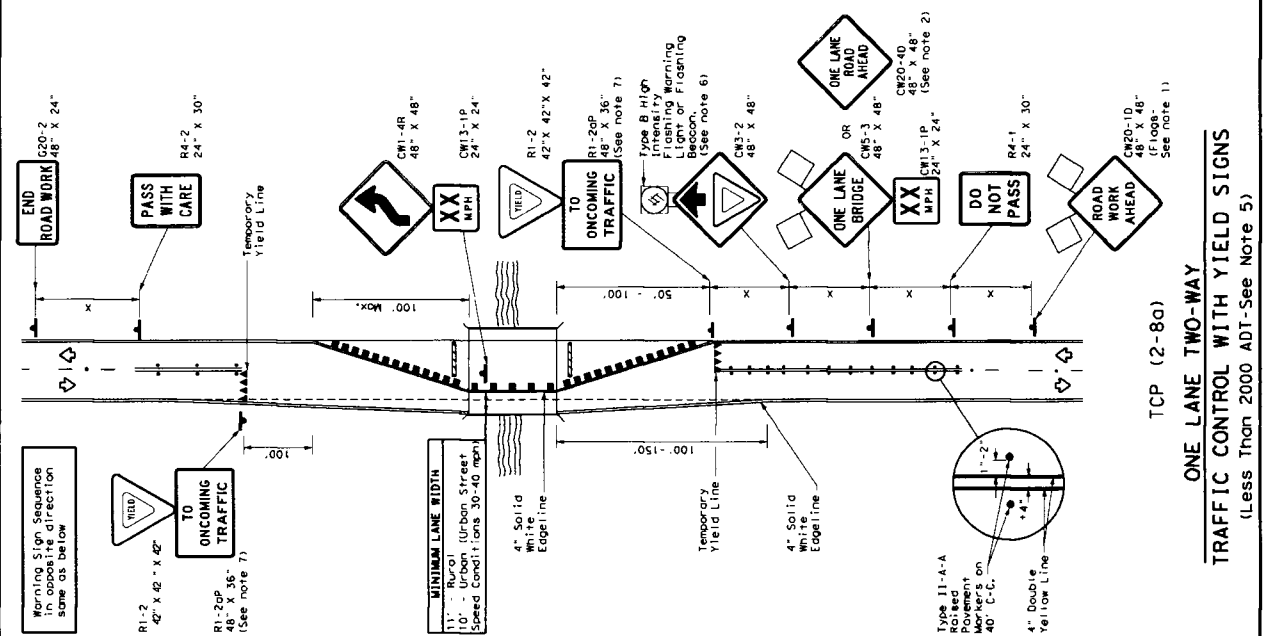 END
ROAD WORK
G20-2
48" X 24"
PASS
WITH
CARE
R4-2
24" X 30"
Temporary
Yield Line
X
Warning Sign Sequence
in opposite direction
same as below
YIELD
TO
ONCOMING
TRAFFIC
R1-2
42" X 42" X 42"
R1-2aP
48" X 36"
(See note 7)
100'
100' Max.
CW1-4R
48" X 48"
XX
MPH
CW13-1P
24" X 24"
MINIMUM LANE WIDTH
11' - Rural
10' - Urban (Urban Street
Speed Conditions 30-40 mph)
YIELD
R1-2
42" X 42" X 42"
TO
ONCOMING
TRAFFIC
R1-2aP
48" X 36"
(See note 7)
4" Solid
White
Edgeline
50' - 100'
100'-150'
Type B High
Intensity
Flashing Warning
Light or Flashing
Beacon.
(See note 6)
CW3-2
48" X 48"
X
X
X
X
ONE LANE
BRIDGE
OR
CW5-3
48" X 48"
ONE LANE
ROAD
AHEAD
CW20-4D
48" X 48"
(See note 2)
XX
MPH
CW13-1P
24" X 24"
DO
NOT
PASS
R4-1
24" X 30"
ROAD
WORK
AHEAD
CW20-1D
48" X 48"
(Flags-
See note 1)
Temporary
Yield Line
4" Solid
White
Edgeline
Type II-A-A
Raised
Pavement
Markers on
40' C-C.
4" Double
Yellow Line
1"-2"
+4"
TCP (2-8a)
ONE LANE TWO-WAY
TRAFFIC CONTROL WITH YIELD SIGNS
(Less Than 2000 ADT-See Note 5)